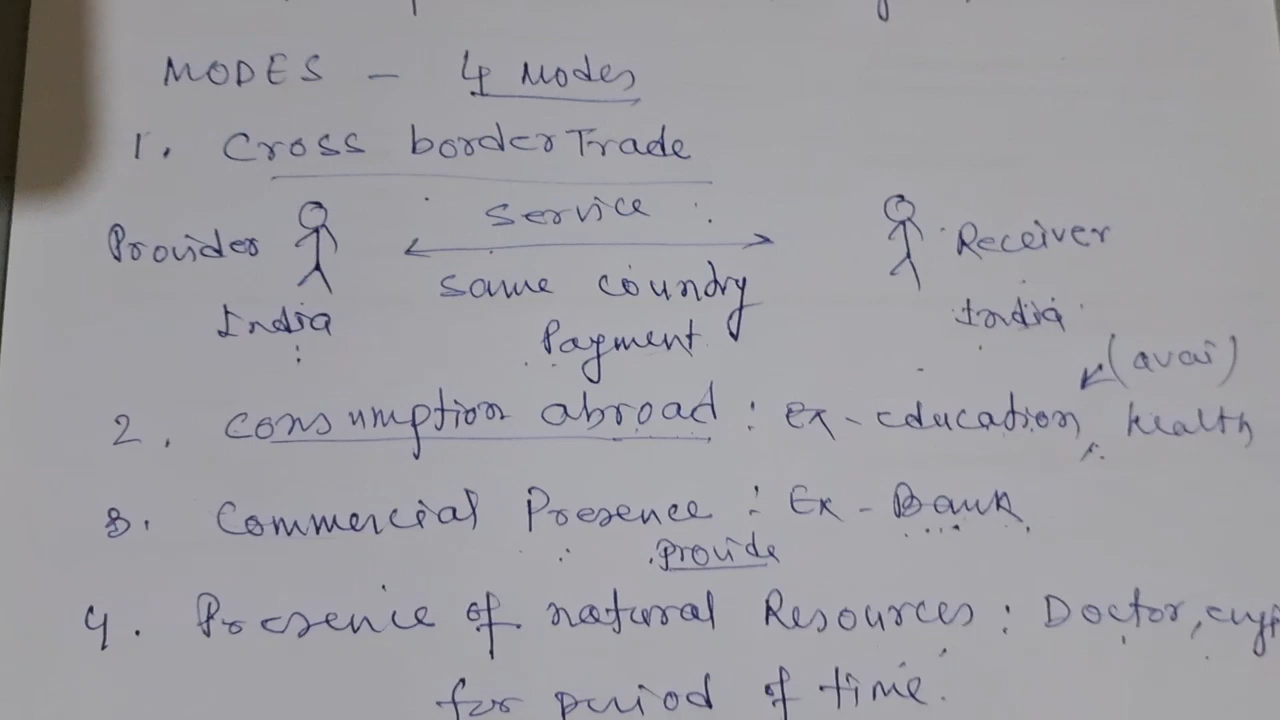 MODES - 4 Modes
1. Cross border Trade
Provider Service Receiver
India same country India
Payment
(avai)
2. Consumption abroad : Ex - education, health
3. Commercial Presence : Ex - Bank
provide
4. Presence of natural Resources : Doctor,
for period of time.